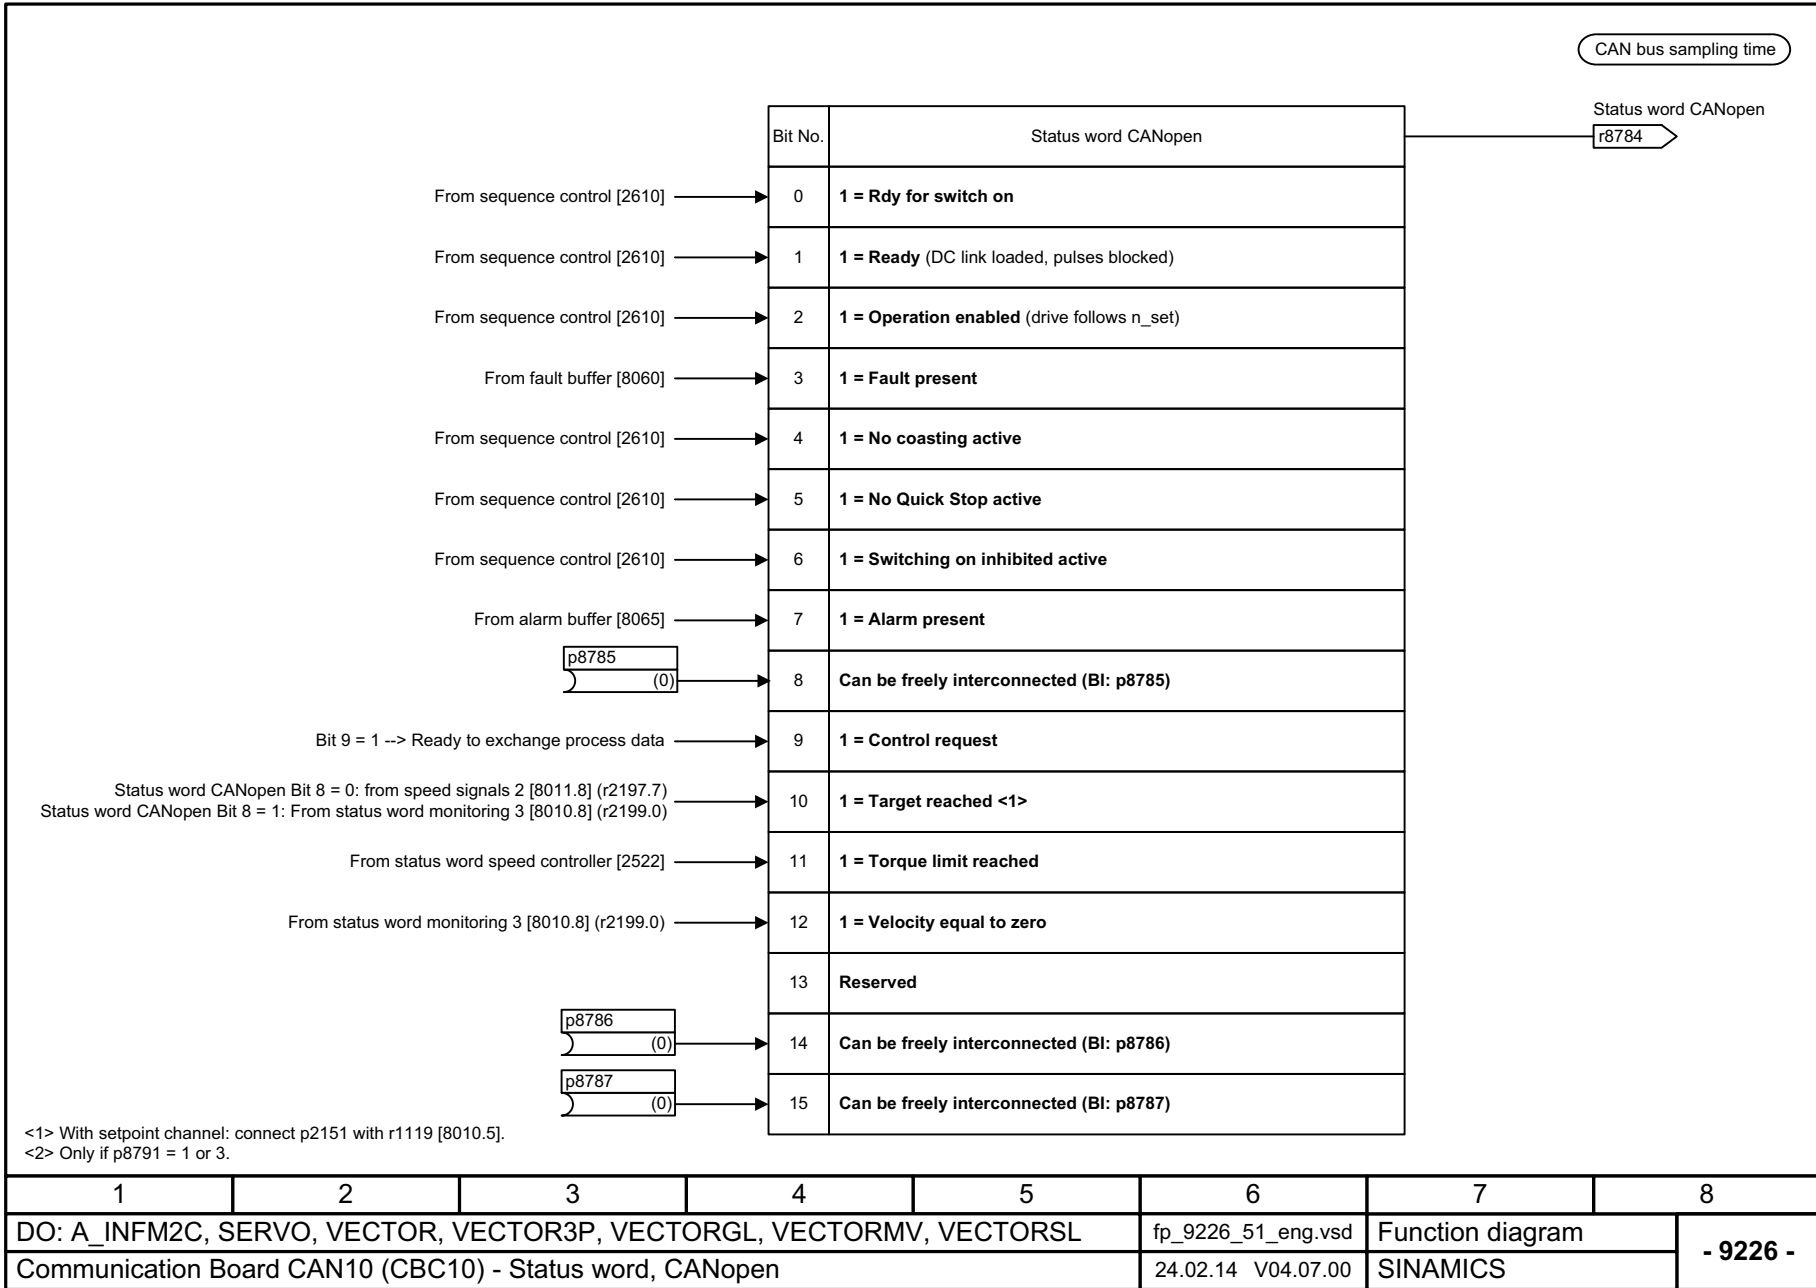 CAN bus sampling time
Status word CANopen
r8784
Bit No. Status word CANopen
From sequence control [2610] 0 1 = Rdy for switch on
From sequence control [2610] 1 1 = Ready (DC link loaded, pulses blocked)
From sequence control [2610] 2 1 = Operation enabled (drive follows n_set)
From fault buffer [8060] 3 1 = Fault present
From sequence control [2610] 4 1 = No coasting active
From sequence control [2610] 5 1 = No Quick Stop active
From sequence control [2610] 6 1 = Switching on inhibited active
From alarm buffer [8065] 7 1 = Alarm present
p8785
(0) 8 Can be freely interconnected (BI: p8785)
Bit 9 = 1 --> Ready to exchange process data 9 1 = Control request
Status word CANopen Bit 8 = 0: from speed signals 2 [8011.8] (r2197.7)
Status word CANopen Bit 8 = 1: From status word monitoring 3 [8010.8] (r2199.0)
10 1 = Target reached <1>
From status word speed controller [2522] 11 1 = Torque limit reached
From status word monitoring 3 [8010.8] (r2199.0) 12 1 = Velocity equal to zero
13 Reserved
p8786
(0) 14 Can be freely interconnected (BI: p8786)
p8787
(0) 15 Can be freely interconnected (BI: p8787)
<1> With setpoint channel: connect p2151 with r1119 [8010.5].
<2> Only if p8791 = 1 or 3.
1 2 3 4 5 6 7 8
DO: A_INFM2C, SERVO, VECTOR, VECTOR3P, VECTORGL, VECTORMV, VECTORSL fp_9226_51_eng.vsd Function diagram
- 9226 -
Communication Board CAN10 (CBC10) - Status word, CANopen 24.02.14 V04.07.00 SINAMICS